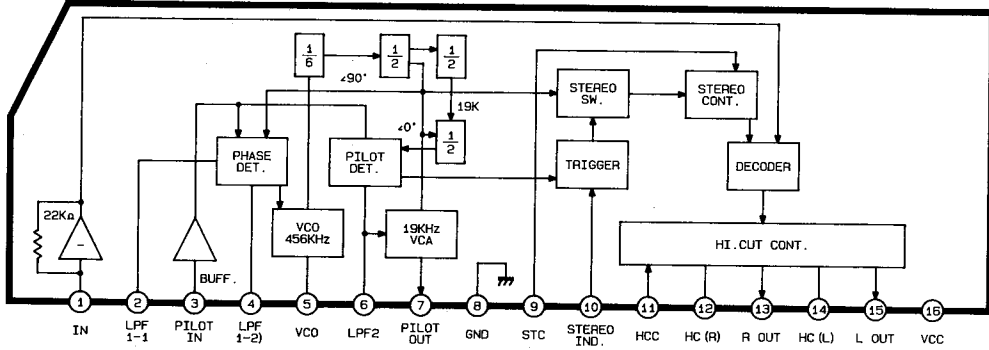 1
6
1
2
1
2
∠90°
19K
STEREO
SW.
STEREO
CONT.
∠0°
1
2
PHASE
DET.
PILOT
DET.
TRIGGER
DECODER
22KΩ
−
VCO
456KHz
19KHz
VCA
HI.CUT CONT.
BUFF.
1
2
3
4
5
6
7
8
9
10
11
12
13
14
15
16
IN
LPF
1-1
PILOT
IN
LPF
1-2)
VCO
LPF2
PILOT
OUT
GND
STC
STEREO
IND.
HCC
HC(R)
R OUT
HC(L)
L OUT
VCC